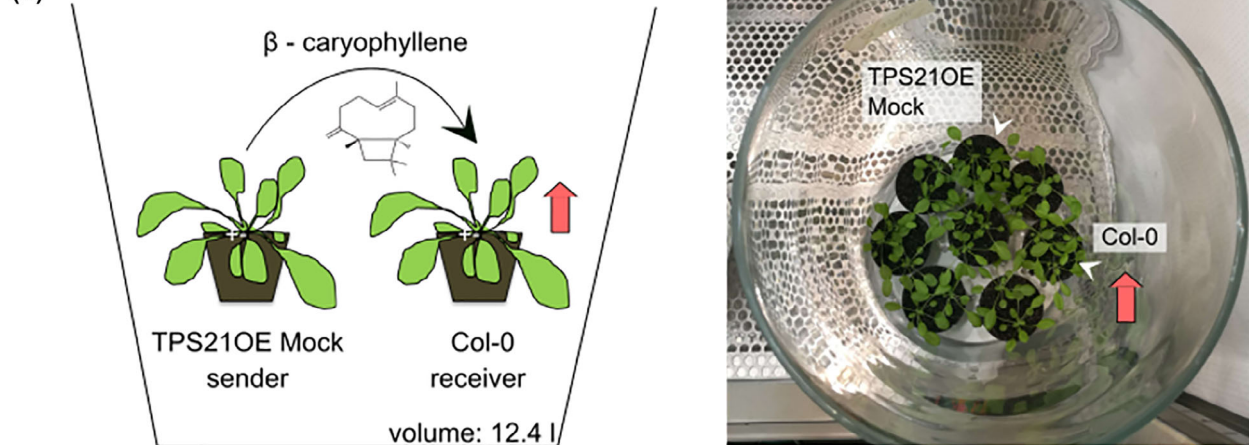 β - caryophyllene
TPS21OE Mock
sender
Col-0
receiver
volume: 12.4 l
TPS21OE
Mock
Col-0